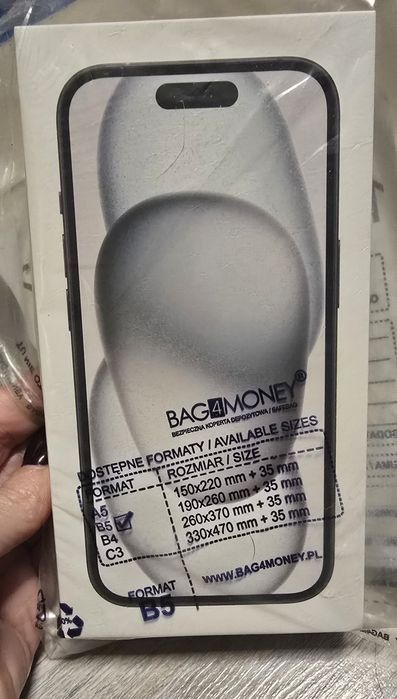 BAG4MONEY®
BEZPIECZNA KOPERTA DEPOZYTOWA / SAFEBAG
DOSTĘPNE FORMATY / AVAILABLE SIZES
FORMAT ROZMIAR / SIZE
A5 150x220 mm + 35 mm
B5 190x260 mm + 35 mm
B4 260x370 mm + 35 mm
C3 330x470 mm + 35 mm
FORMAT
B5
WWW.BAG4MONEY.PL